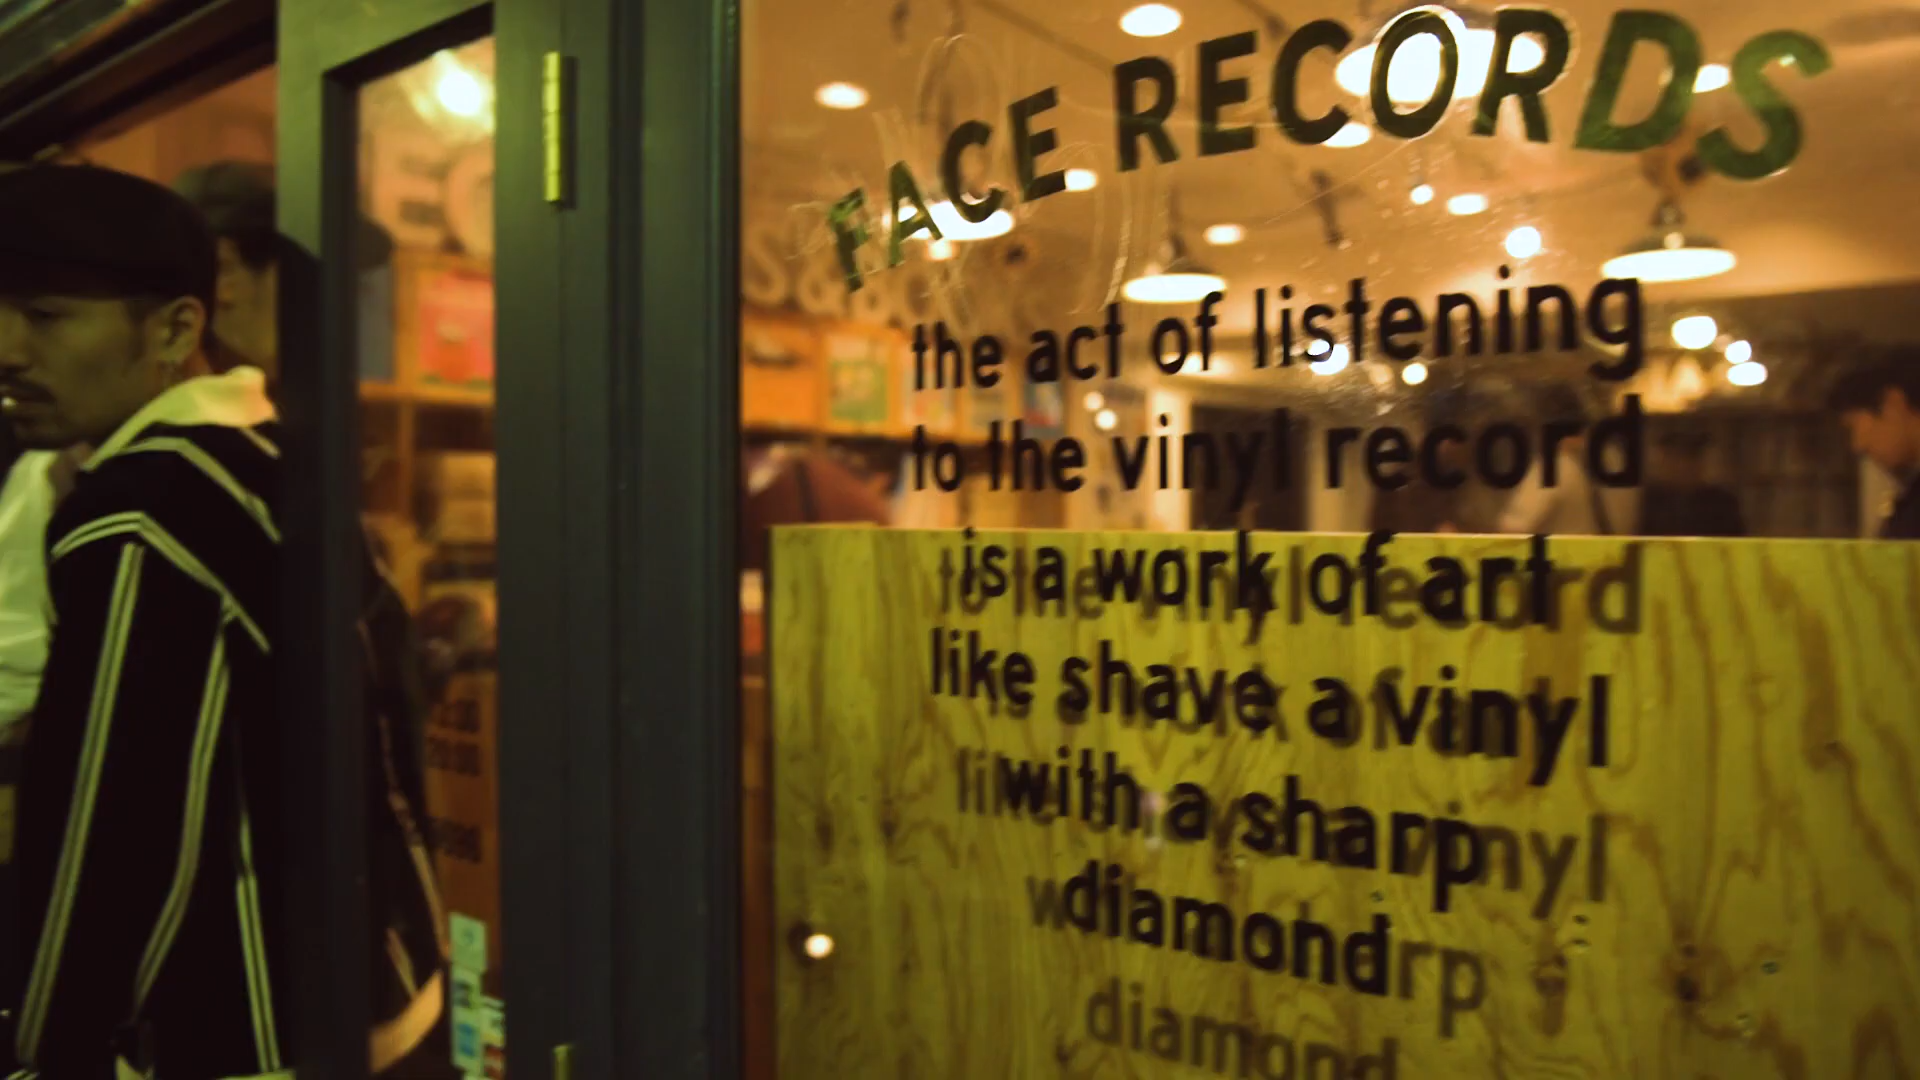 FACE RECORDS
the act of listening
to the vinyl record
is a work of art
like shave a vinyl
with a sharp
diamond